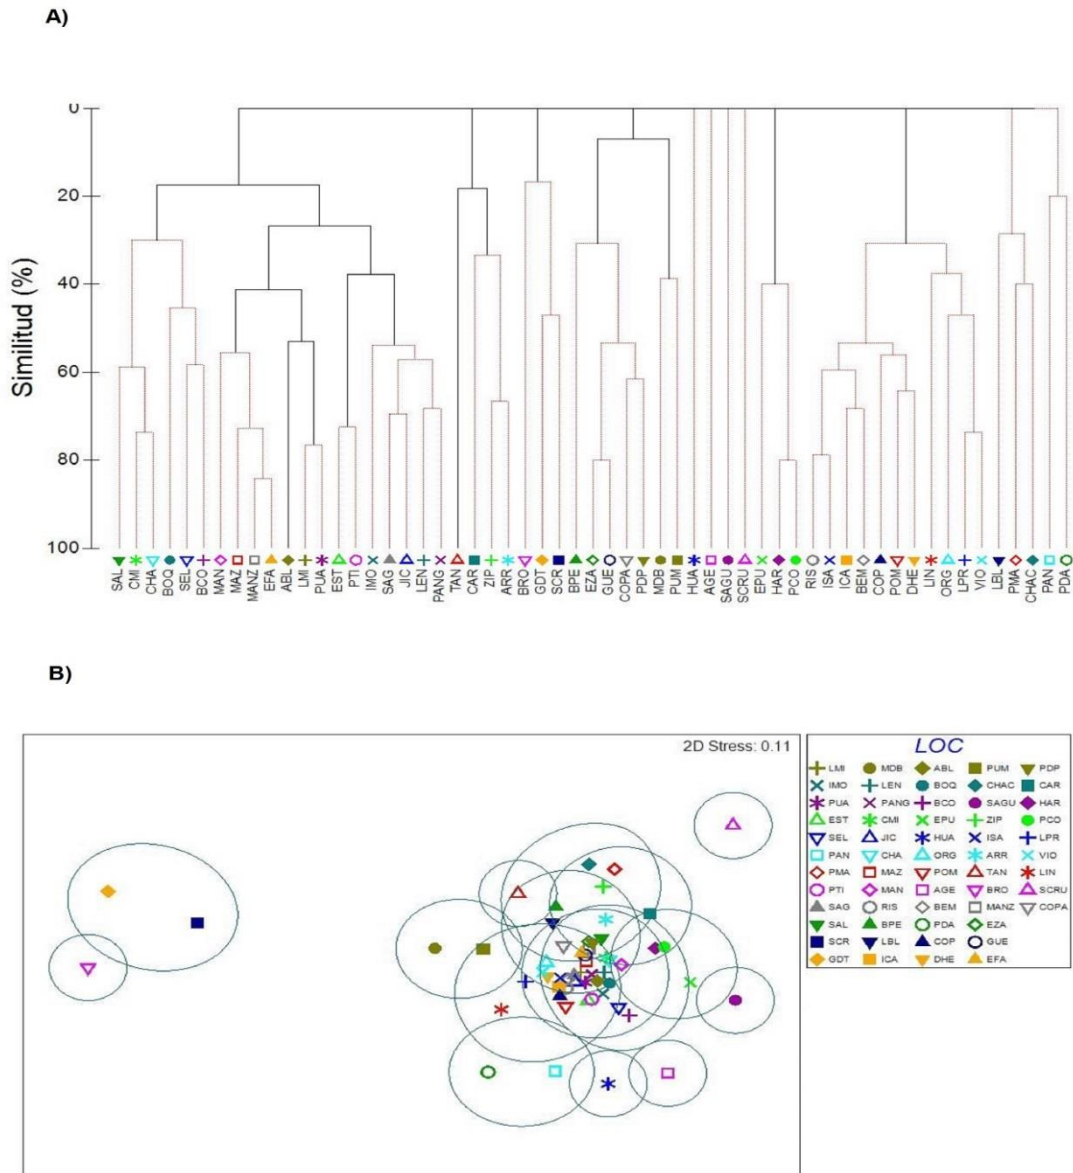 A)
0
20
40
60
80
100
Similitud (%)
SAL
CMI
CHA
BOQ
SEL
BCO
MAN
MAZ
MANZ
EFA
ABL
LMI
PUA
EST
PTI
IMO
SAG
JIC
LEN
PANG
TAN
CAR
ZIP
ARR
BRO
GDT
SCR
BPE
EZA
GUE
COPA
PDP
MDB
PUM
HUA
AGE
SAGU
SCRU
EPU
HAR
PCO
RIS
ISA
ICA
BEM
COP
POM
DHE
LIN
ORG
LPR
VIO
LBL
PMA
CHAC
PAN
PDA
B)
2D Stress: 0.11
LOC
LMI MDB ABL PUM PDP
IMO LEN BOQ CHAC CAR
PUA PANG BCO SAGU HAR
EST CMI EPU ZIP PCO
SEL JIC HUA ISA LPR
PAN CHA ORG ARR VIO
PMA MAZ POM TAN LIN
PTI MAN AGE BRO SCRU
SAG RIS BEM MANZ COPA
SAL BPE PDA EZA
SCR LBL COP GUE
GDT ICA DHE EFA